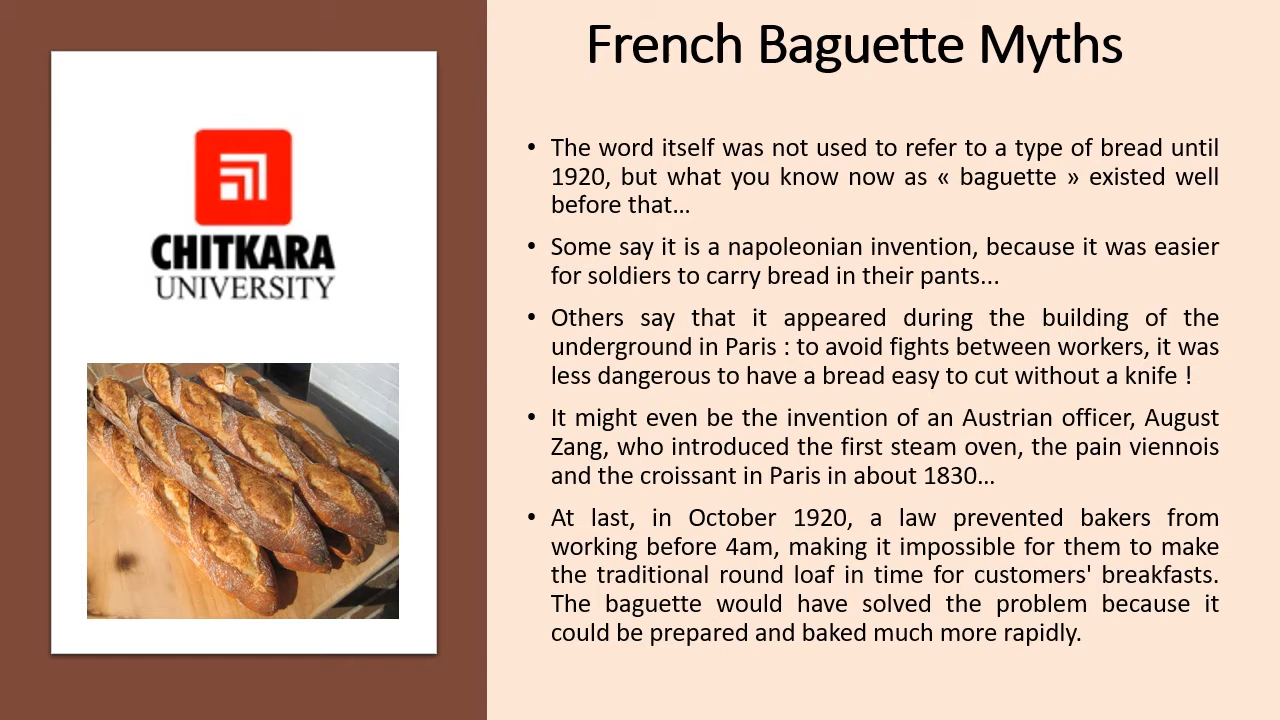 French Baguette Myths
CHITKARA
UNIVERSITY
• The word itself was not used to refer to a type of bread until
1920, but what you know now as « baguette » existed well
before that...
• Some say it is a napoleonian invention, because it was easier
for soldiers to carry bread in their pants...
• Others say that it appeared during the building of the
underground in Paris : to avoid fights between workers, it was
less dangerous to have a bread easy to cut without a knife !
• It might even be the invention of an Austrian officer, August
Zang, who introduced the first steam oven, the pain viennois
and the croissant in Paris in about 1830...
• At last, in October 1920, a law prevented bakers from
working before 4am, making it impossible for them to make
the traditional round loaf in time for customers' breakfasts.
The baguette would have solved the problem because it
could be prepared and baked much more rapidly.